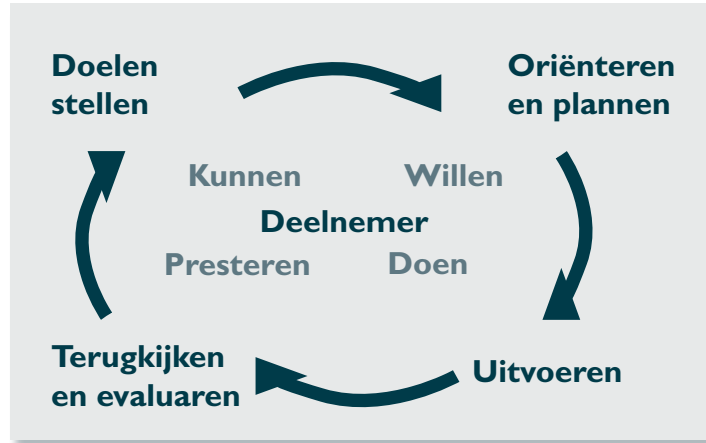 Doelen
stellen
Oriënteren
en plannen
Kunnen
Willen
Deelnemer
Presteren
Doen
Terugkijken
en evaluaren
Uitvoeren